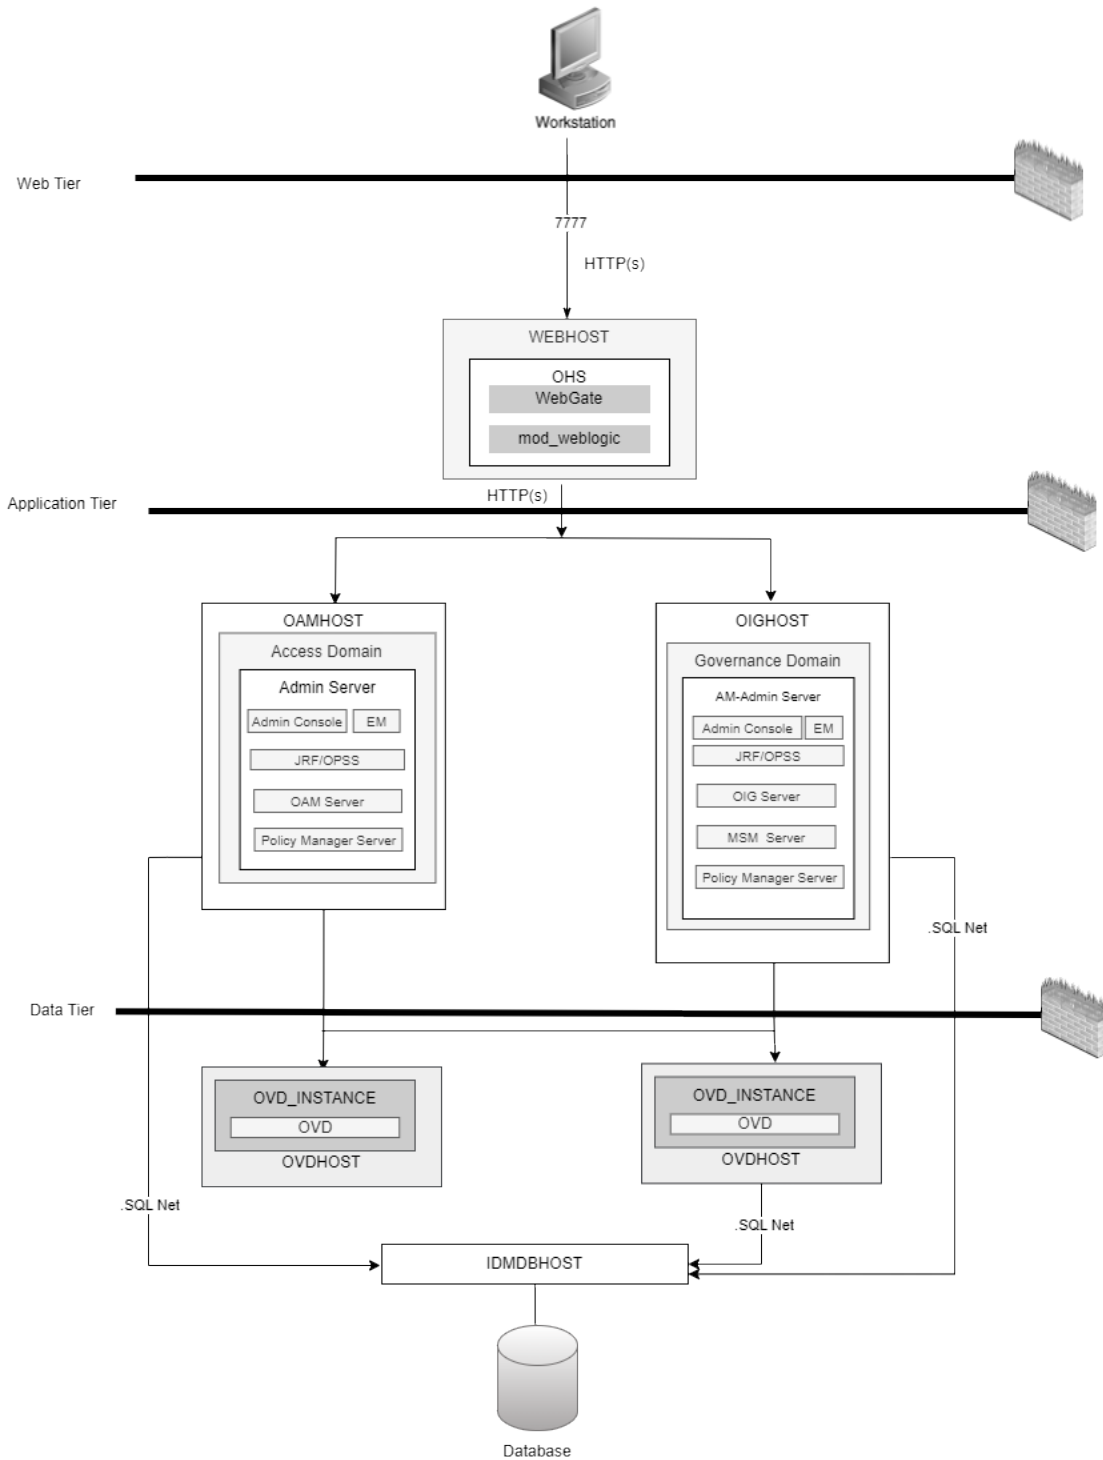 Workstation
Web Tier
7777
HTTP(s)
WEBHOST
OHS
WebGate
mod_weblogic
HTTP(s)
Application Tier
OAMHOST
Access Domain
Admin Server
Admin Console
EM
JRF/OPSS
OAM Server
Policy Manager Server
OIGHOST
Governance Domain
AM-Admin Server
Admin Console
EM
JRF/OPSS
OIG Server
MSM Server
Policy Manager Server
.SQL Net
Data Tier
OVD_INSTANCE
OVD
OVDHOST
OVD_INSTANCE
OVD
OVDHOST
.SQL Net
.SQL Net
IDMDBHOST
Database